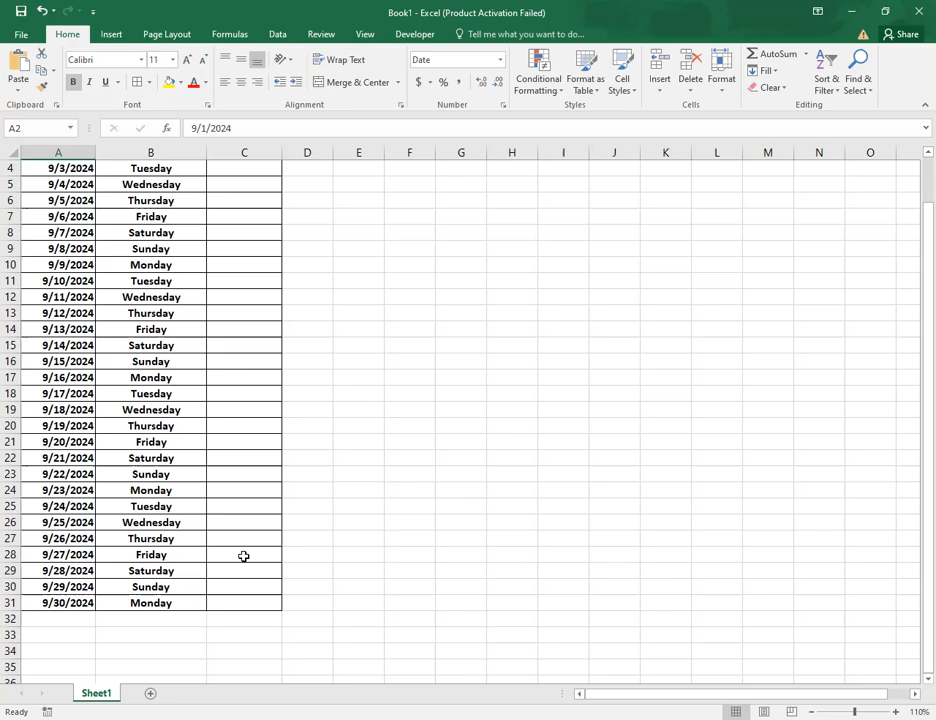 Book1 - Excel (Product Activation Failed)
File Home Insert Page Layout Formulas Data Review View Developer Tell me what you want to do... Share
Calibri 11 Wrap Text Date AutoSum
Paste B I U Merge & Center $ % , Conditional Formatting Format as Table Cell Styles Insert Delete Format Fill Clear Sort & Filter Find & Select
Clipboard Font Alignment Number Styles Cells Editing
A2 fx 9/1/2024
A B C D E F G H I J K L M N O
4 9/3/2024 Tuesday
5 9/4/2024 Wednesday
6 9/5/2024 Thursday
7 9/6/2024 Friday
8 9/7/2024 Saturday
9 9/8/2024 Sunday
10 9/9/2024 Monday
11 9/10/2024 Tuesday
12 9/11/2024 Wednesday
13 9/12/2024 Thursday
14 9/13/2024 Friday
15 9/14/2024 Saturday
16 9/15/2024 Sunday
17 9/16/2024 Monday
18 9/17/2024 Tuesday
19 9/18/2024 Wednesday
20 9/19/2024 Thursday
21 9/20/2024 Friday
22 9/21/2024 Saturday
23 9/22/2024 Sunday
24 9/23/2024 Monday
25 9/24/2024 Tuesday
26 9/25/2024 Wednesday
27 9/26/2024 Thursday
28 9/27/2024 Friday
29 9/28/2024 Saturday
30 9/29/2024 Sunday
31 9/30/2024 Monday
32
33
34
35
Sheet1
Ready 110%